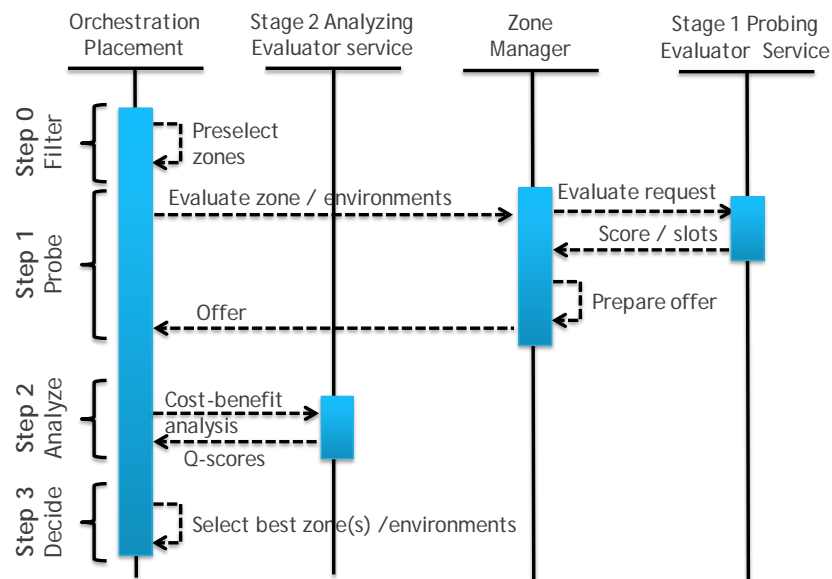 Orchestration
Placement
Stage 2 Analyzing
Evaluator service
Zone
Manager
Stage 1 Probing
Evaluator Service
Step 0
Filter
Preselect
zones
Step 1
Probe
Evaluate zone / environments
Evaluate request
Score / slots
Prepare offer
Offer
Step 2
Analyze
Cost-benefit
analysis
Q-scores
Step 3
Decide
Select best zone(s) /environments